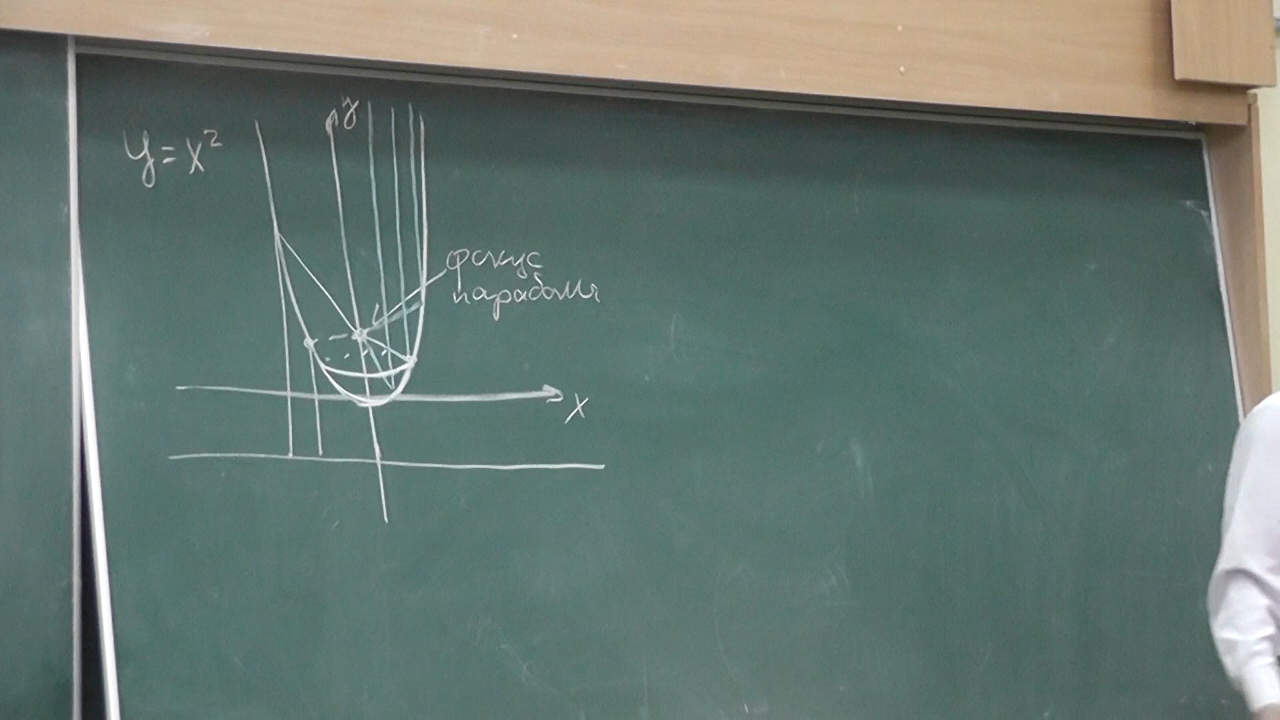 y = x²
y
фокус
параболы
x